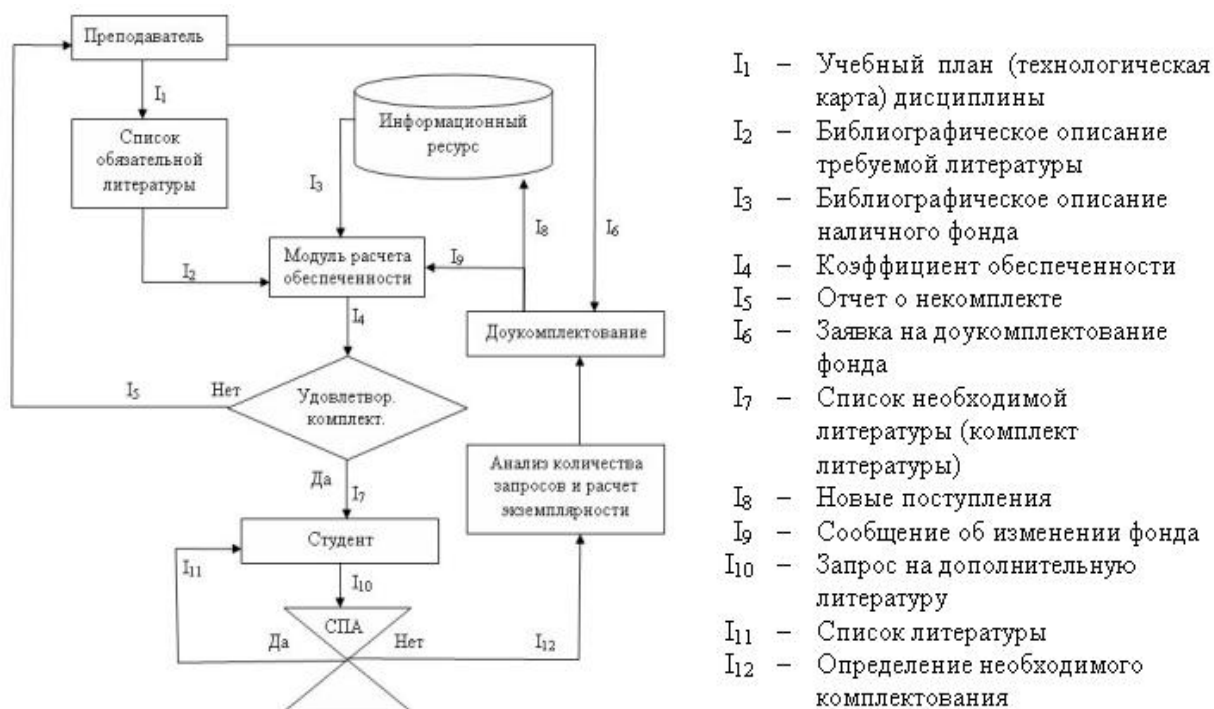 Преподаватель
I1
Список
обязательной
литературы
Информационный
ресурс
I3
I8
I6
I2
Модуль расчета
обеспеченности
I9
I4
Доукомплектование
I5
Нет
Удовлетвор.
комплект.
Да
I7
Анализ количества
запросов и расчет
экземплярности
Студент
I11
I10
СПА
Да
Нет
I12
I1 – Учебный план (технологическая
карта) дисциплины
I2 – Библиографическое описание
требуемой литературы
I3 – Библиографическое описание
наличного фонда
I4 – Коэффициент обеспеченности
I5 – Отчет о некомплекте
I6 – Заявка на доукомплектование
фонда
I7 – Список необходимой
литературы (комплект
литературы)
I8 – Новые поступления
I9 – Сообщение об изменении фонда
I10 – Запрос на дополнительную
литературу
I11 – Список литературы
I12 – Определение необходимого
комплектования